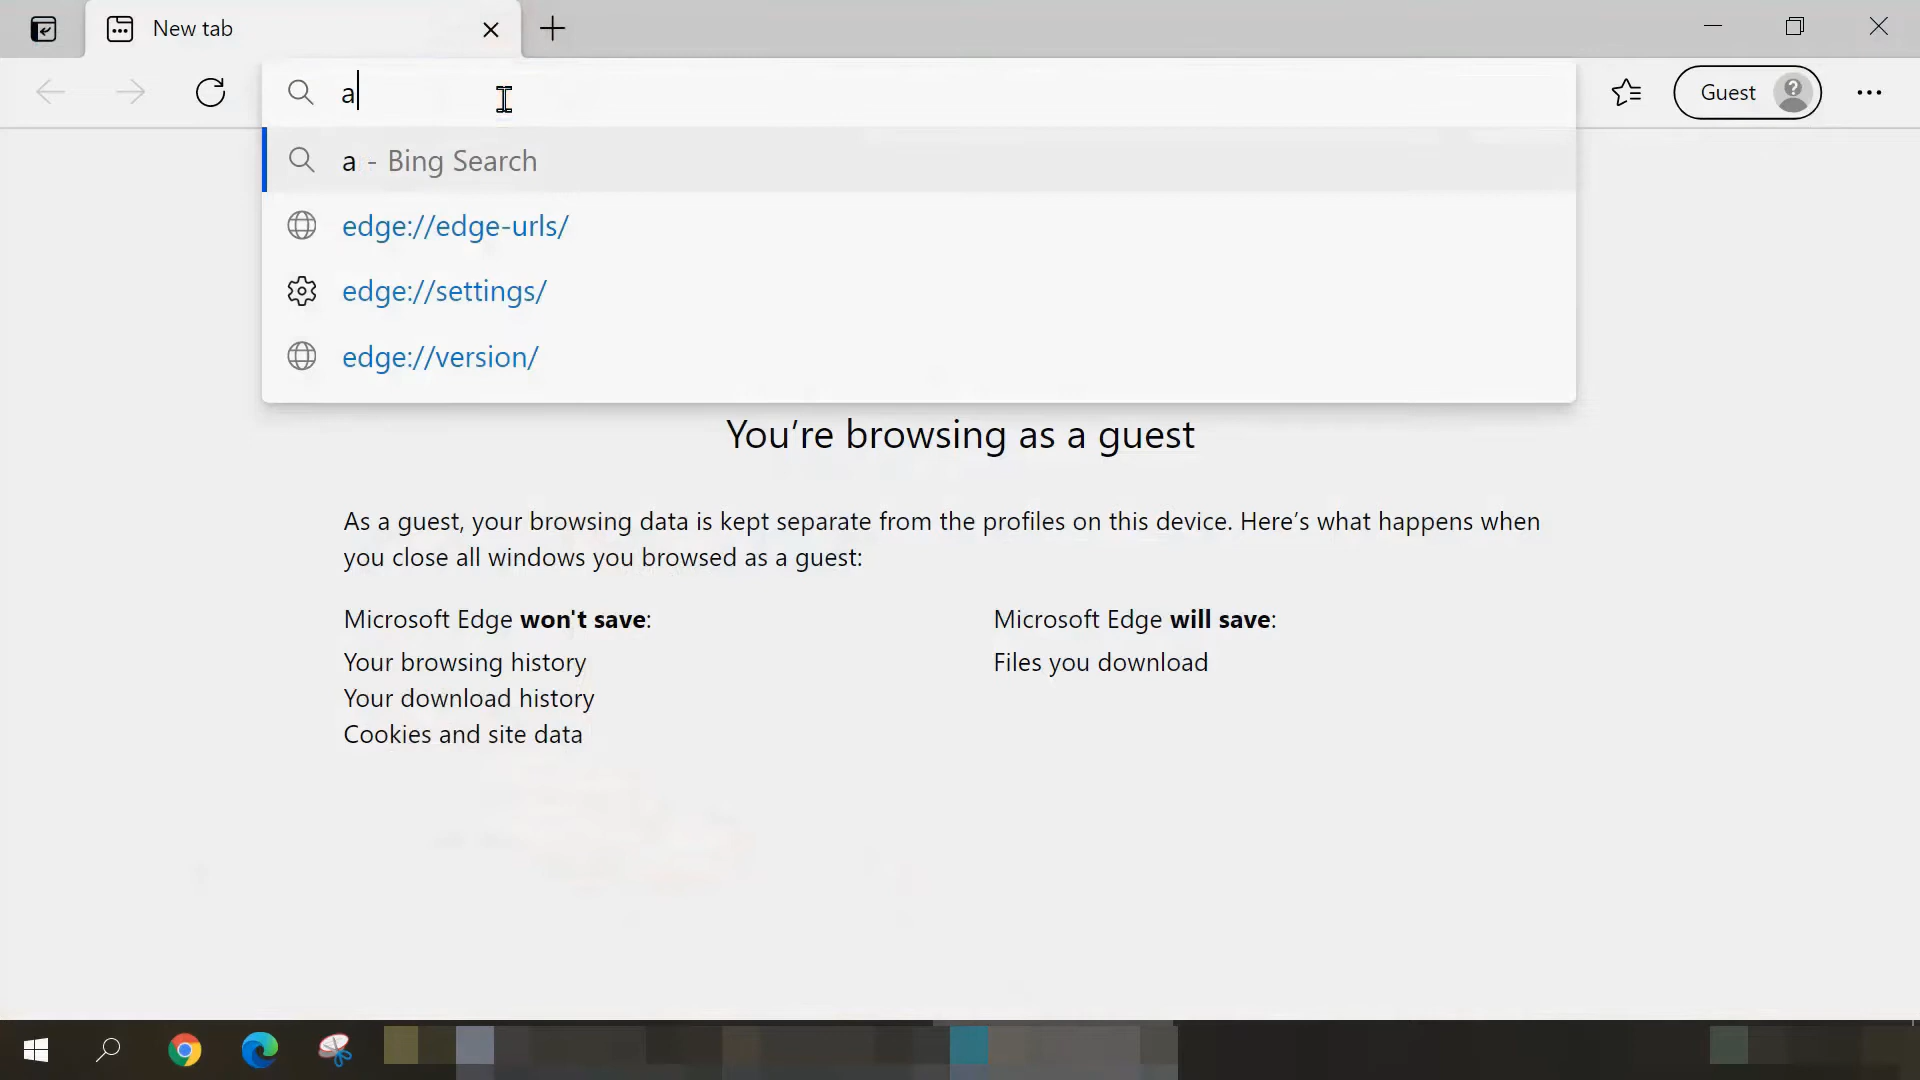 New tab
a
Guest
a - Bing Search
edge://edge-urls/
edge://settings/
edge://version/
You’re browsing as a guest
As a guest, your browsing data is kept separate from the profiles on this device. Here’s what happens when
you close all windows you browsed as a guest:
Microsoft Edge won't save:
Your browsing history
Your download history
Cookies and site data
Microsoft Edge will save:
Files you download